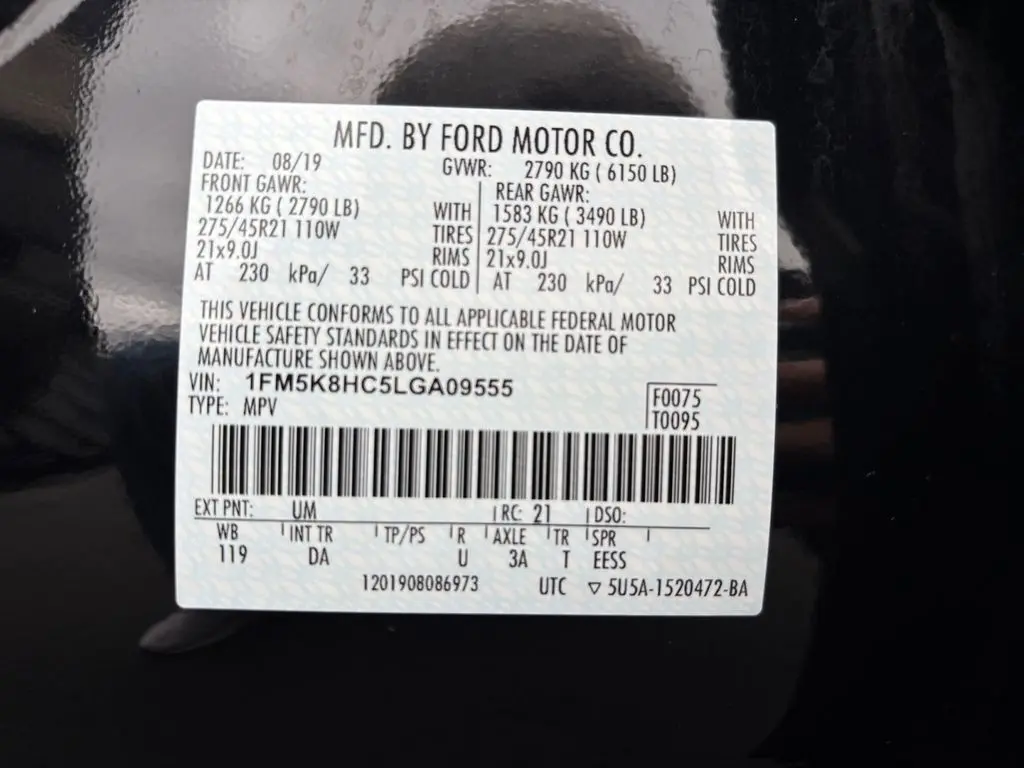 MFD. BY FORD MOTOR CO.
DATE: 08/19 GVWR: 2790 KG ( 6150 LB)
FRONT GAWR: REAR GAWR:
1266 KG ( 2790 LB) WITH 1583 KG ( 3490 LB) WITH
275/45R21 110W TIRES 275/45R21 110W TIRES
21x9.0J RIMS 21x9.0J RIMS
AT 230 kPa/ 33 PSI COLD AT 230 kPa/ 33 PSI COLD
THIS VEHICLE CONFORMS TO ALL APPLICABLE FEDERAL MOTOR
VEHICLE SAFETY STANDARDS IN EFFECT ON THE DATE OF
MANUFACTURE SHOWN ABOVE.
VIN: 1FM5K8HC5LGA09555 F0075
TYPE: MPV T0095
EXT PNT: UM RC: 21 DSO:
WB INT TR TP/PS R AXLE TR SPR
119 DA U 3A T EESS
1201908086973 UTC ▽ 5U5A-1520472-BA